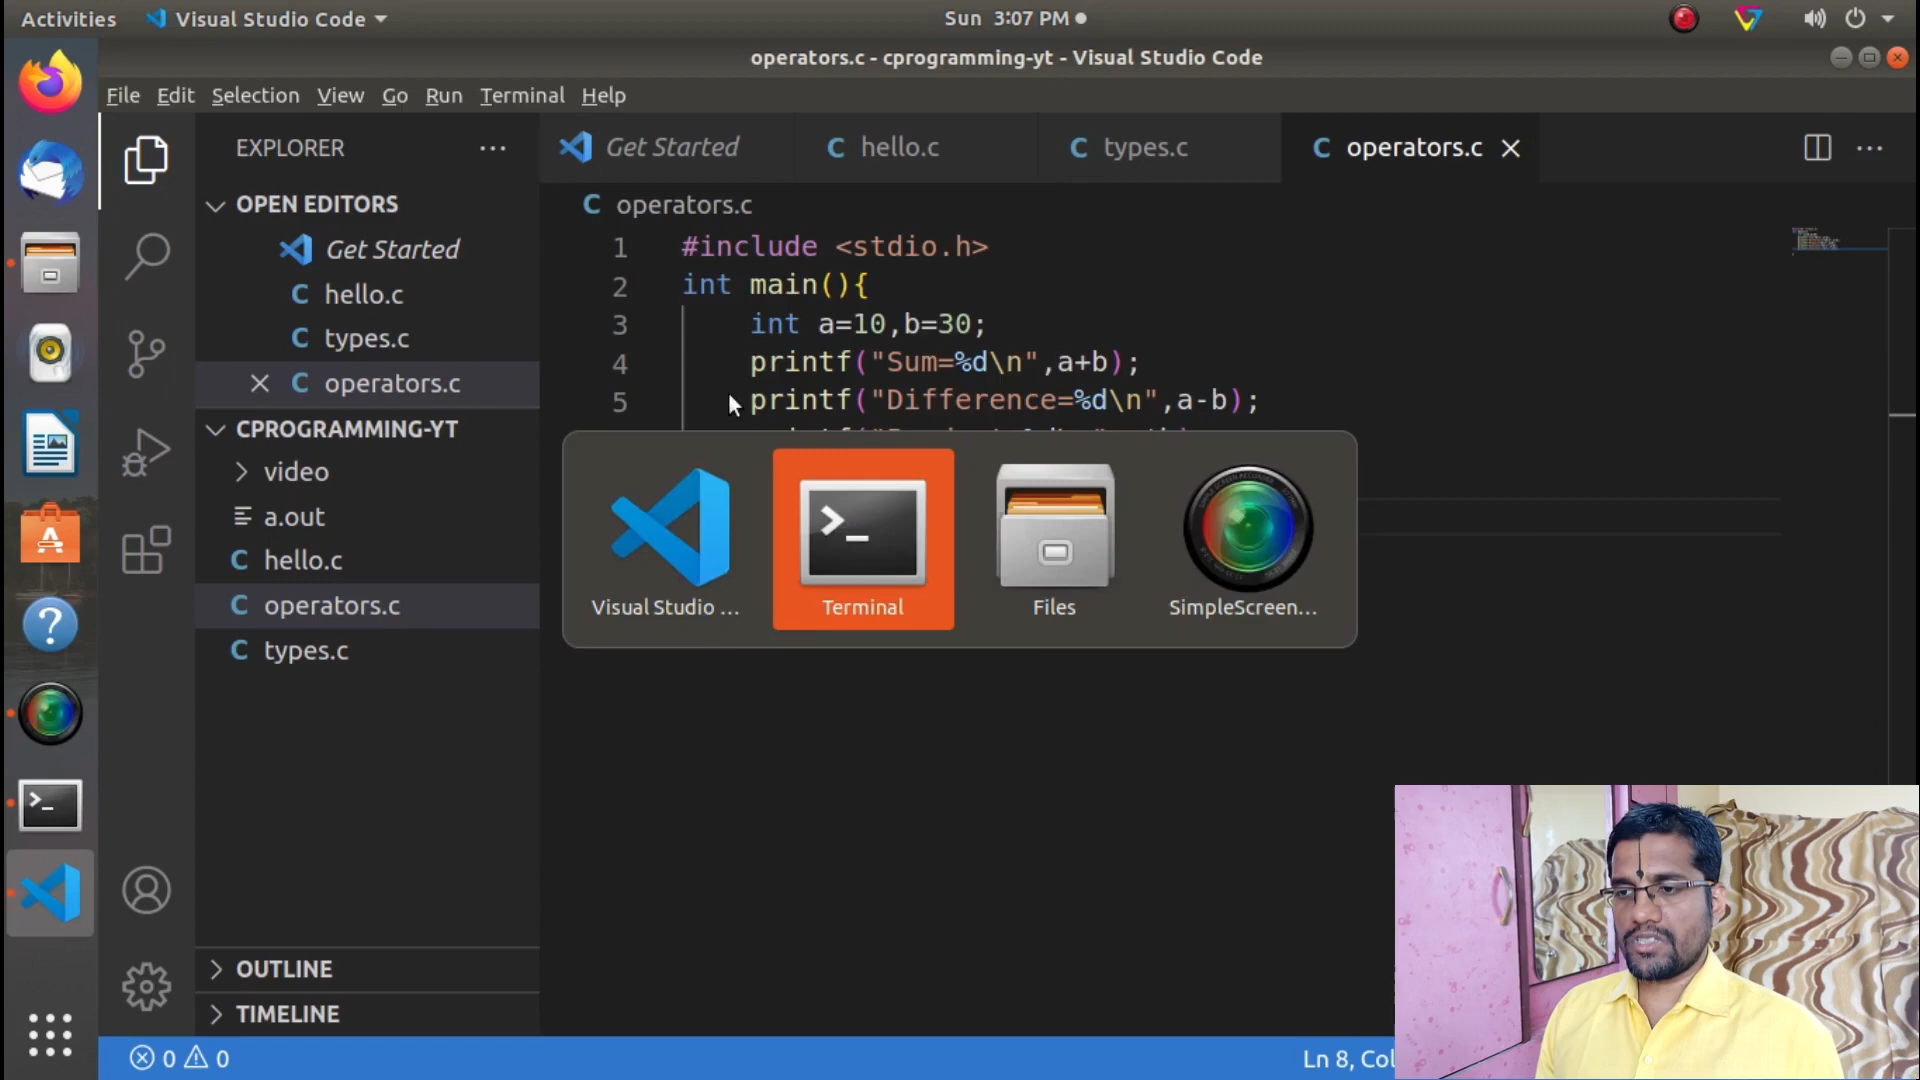 Activities Visual Studio Code Sun 3:07 PM
operators.c - cprogramming-yt - Visual Studio Code
File Edit Selection View Go Run Terminal Help
EXPLORER
Get Started hello.c types.c operators.c
OPEN EDITORS
Get Started
hello.c
types.c
operators.c
CPROGRAMMING-YT
video
a.out
hello.c
operators.c
types.c
OUTLINE
TIMELINE
operators.c
1 #include <stdio.h>
2 int main(){
3 int a=10,b=30;
4 printf("Sum=%d\n",a+b);
5 printf("Difference=%d\n",a-b);
Visual Studio ... Terminal Files SimpleScreen...
0 0 Ln 8,